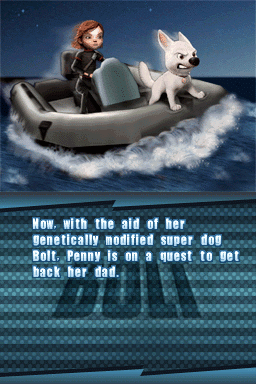 Now, with the aid of her
genetically modified super dog
Bolt, Penny is on a quest to get
back her dad.
BOLT